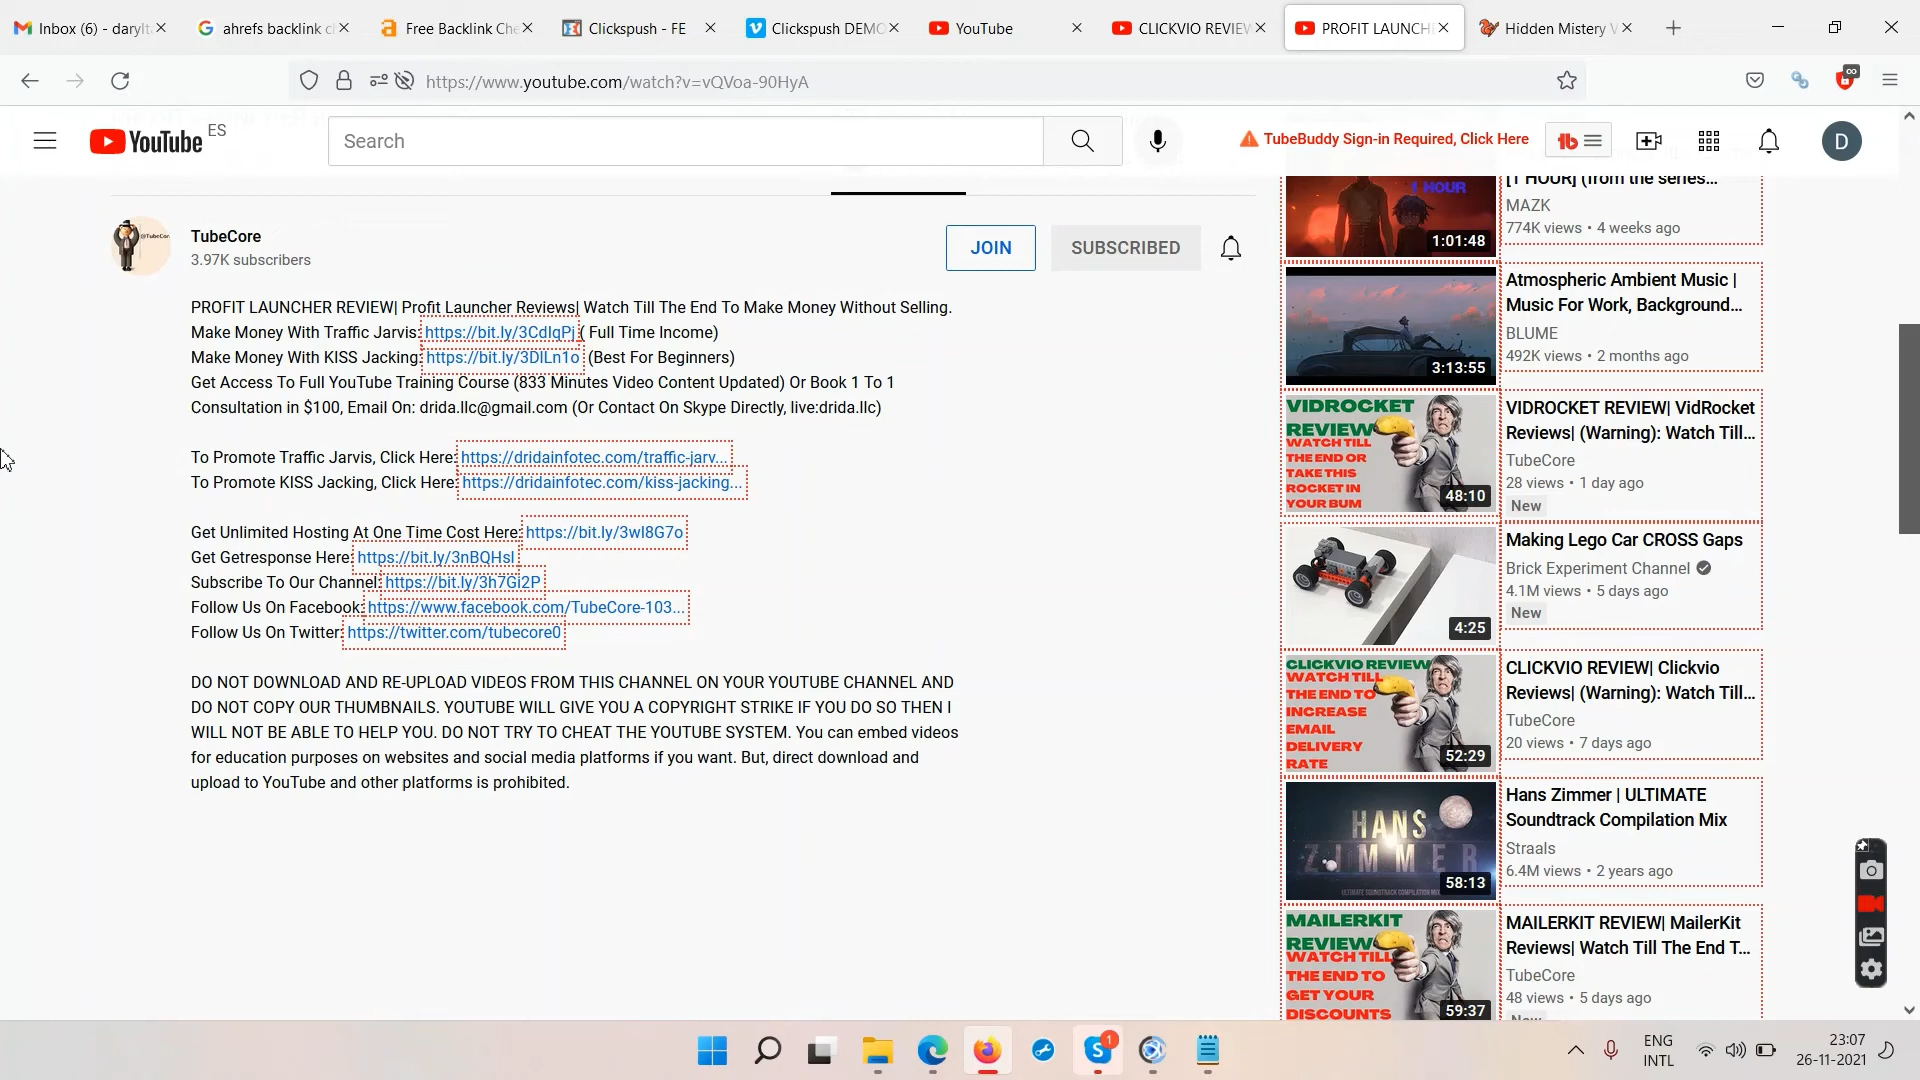 Inbox (6) - darylt
ahrefs backlink c
Free Backlink Che
Clickspush - FE
Clickspush DEMO
YouTube
CLICKVIO REVIEW
PROFIT LAUNCH
Hidden Mistery V
https://www.youtube.com/watch?v=vQVoa-90HyA
YouTube ES
Search
TubeBuddy Sign-in Required, Click Here
D
TubeCore
3.97K subscribers
JOIN
SUBSCRIBED
PROFIT LAUNCHER REVIEW| Profit Launcher Reviews| Watch Till The End To Make Money Without Selling.
Make Money With Traffic Jarvis: https://bit.ly/3CdIqPj ( Full Time Income)
Make Money With KISS Jacking: https://bit.ly/3DlLn1o (Best For Beginners)
Get Access To Full YouTube Training Course (833 Minutes Video Content Updated) Or Book 1 To 1
Consultation in $100, Email On: drida.llc@gmail.com (Or Contact On Skype Directly, live:drida.llc)
To Promote Traffic Jarvis, Click Here: https://dridainfotec.com/traffic-jarv...
To Promote KISS Jacking, Click Here: https://dridainfotec.com/kiss-jacking...
Get Unlimited Hosting At One Time Cost Here: https://bit.ly/3wI8G7o
Get Getresponse Here: https://bit.ly/3nBQHsl
Subscribe To Our Channel: https://bit.ly/3h7Gi2P
Follow Us On Facebook: https://www.facebook.com/TubeCore-103...
Follow Us On Twitter: https://twitter.com/tubecore0
DO NOT DOWNLOAD AND RE-UPLOAD VIDEOS FROM THIS CHANNEL ON YOUR YOUTUBE CHANNEL AND
DO NOT COPY OUR THUMBNAILS. YOUTUBE WILL GIVE YOU A COPYRIGHT STRIKE IF YOU DO SO THEN I
WILL NOT BE ABLE TO HELP YOU. DO NOT TRY TO CHEAT THE YOUTUBE SYSTEM. You can embed videos
for education purposes on websites and social media platforms if you want. But, direct download and
upload to YouTube and other platforms is prohibited.
1 HOUR
1:01:48
[1 HOUR] (from the series...
MAZK
774K views • 4 weeks ago
3:13:55
Atmospheric Ambient Music |
Music For Work, Background...
BLUME
492K views • 2 months ago
VIDROCKET
REVIEW
WATCH TILL
THE END OR
TAKE THIS
ROCKET IN
YOUR BUM
48:10
VIDROCKET REVIEW| VidRocket
Reviews| (Warning): Watch Till...
TubeCore
28 views • 1 day ago
New
4:25
Making Lego Car CROSS Gaps
Brick Experiment Channel
4.1M views • 5 days ago
New
CLICKVIO REVIEW
WATCH TILL
THE END TO
INCREASE
EMAIL
DELIVERY
RATE
52:29
CLICKVIO REVIEW| Clickvio
Reviews| (Warning): Watch Till...
TubeCore
20 views • 7 days ago
HANS
ZIMMER
58:13
Hans Zimmer | ULTIMATE
Soundtrack Compilation Mix
Straals
6.4M views • 2 years ago
MAILERKIT
REVIEW
WATCH TILL
THE END TO
GET YOUR
DISCOUNTS
59:37
MAILERKIT REVIEW| MailerKit
Reviews| Watch Till The End T...
TubeCore
48 views • 5 days ago
New
1
ENG
INTL
23:07
26-11-2021